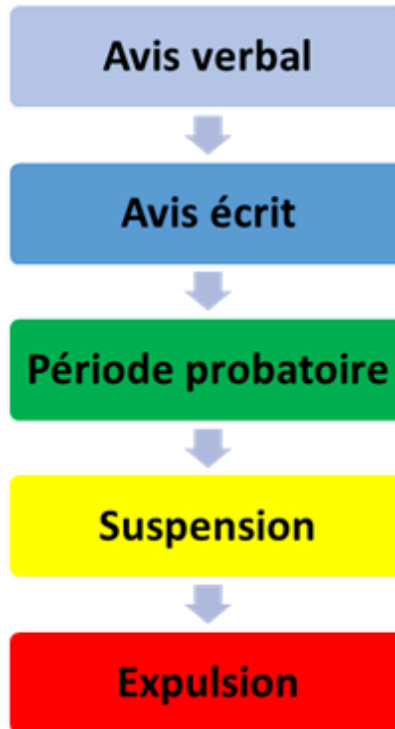 Avis verbal
Avis écrit
Période probatoire
Suspension
Expulsion